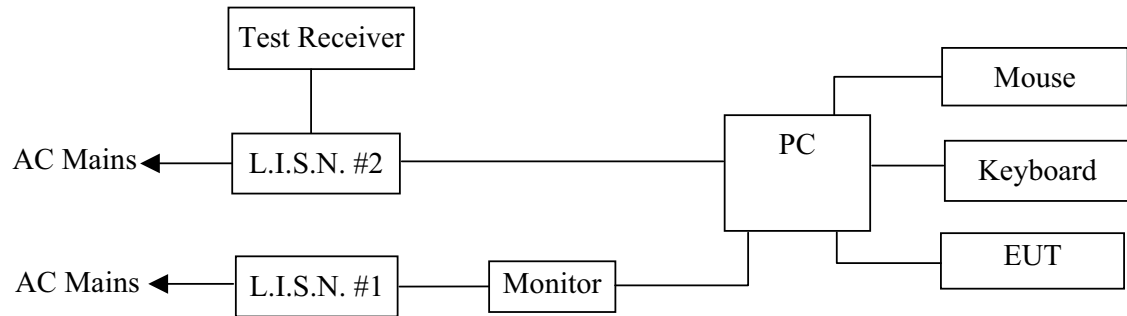 Test Receiver
Mouse
PC
AC Mains
L.I.S.N. #2
Keyboard
EUT
AC Mains
L.I.S.N. #1
Monitor